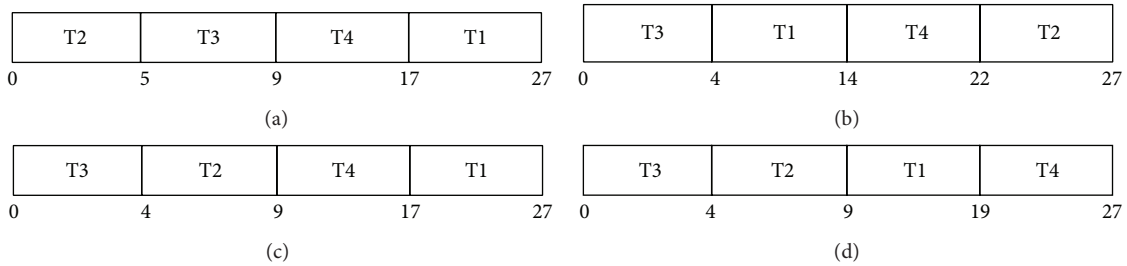 T2 T3 T4 T1
0 5 9 17 27
(a)
T3 T1 T4 T2
0 4 14 22 27
(b)
T3 T2 T4 T1
0 4 9 17 27
(c)
T3 T2 T1 T4
0 4 9 19 27
(d)